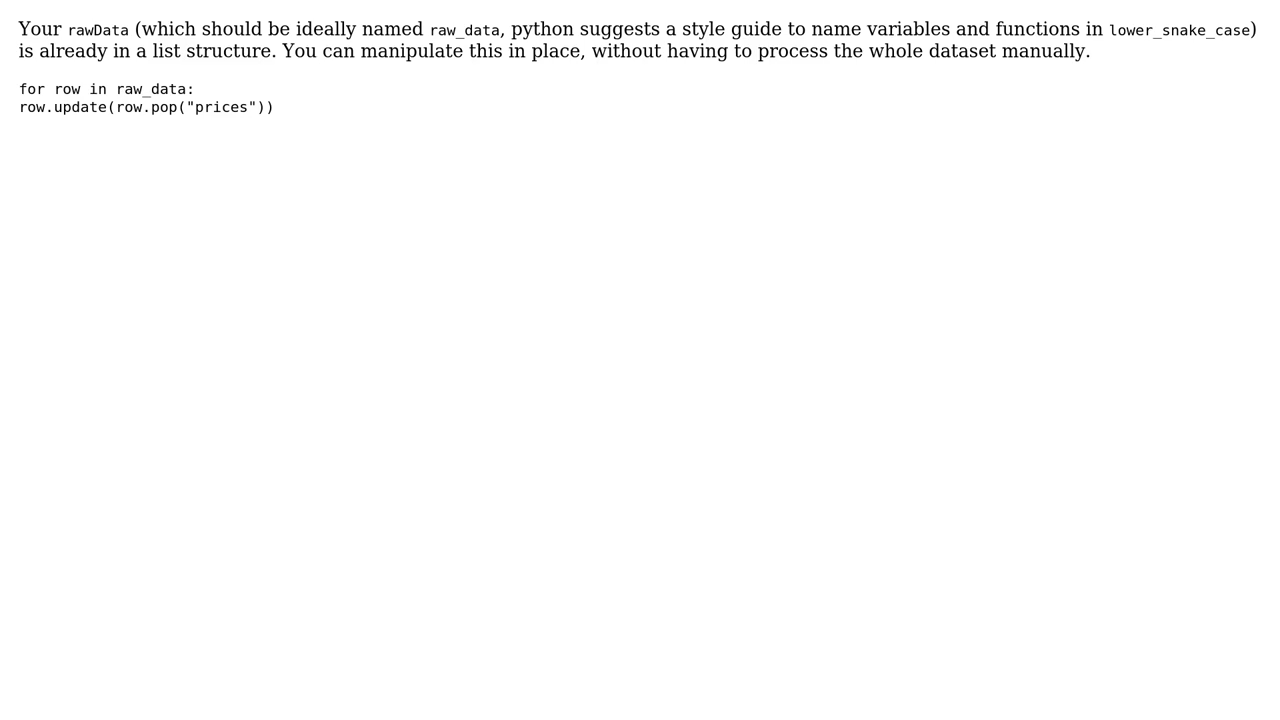 Your rawData (which should be ideally named raw_data, python suggests a style guide to name variables and functions in lower_snake_case)
is already in a list structure. You can manipulate this in place, without having to process the whole dataset manually.
for row in raw_data:
row.update(row.pop("prices"))